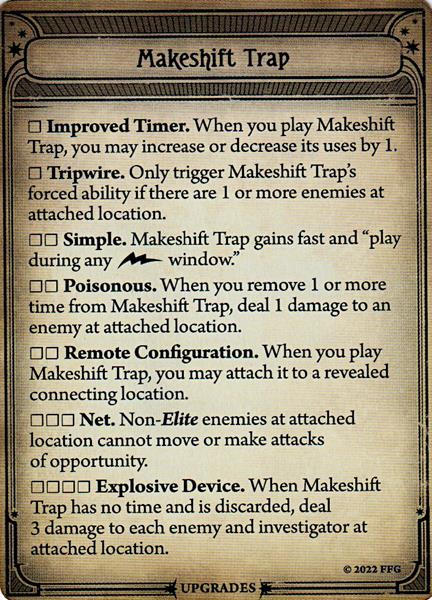 Makeshift Trap
☐ Improved Timer. When you play Makeshift
Trap, you may increase or decrease its uses by 1.
☐ Tripwire. Only trigger Makeshift Trap's
forced ability if there are 1 or more enemies at
attached location.
☐☐ Simple. Makeshift Trap gains fast and “play
during any window.”
☐☐ Poisonous. When you remove 1 or more
time from Makeshift Trap, deal 1 damage to an
enemy at attached location.
☐☐ Remote Configuration. When you play
Makeshift Trap, you may attach it to a revealed
connecting location.
☐☐☐ Net. Non-Elite enemies at attached
location cannot move or make attacks
of opportunity.
☐☐☐☐ Explosive Device. When Makeshift
Trap has no time and is discarded, deal
3 damage to each enemy and investigator at
attached location.
© 2022 FFG
UPGRADES